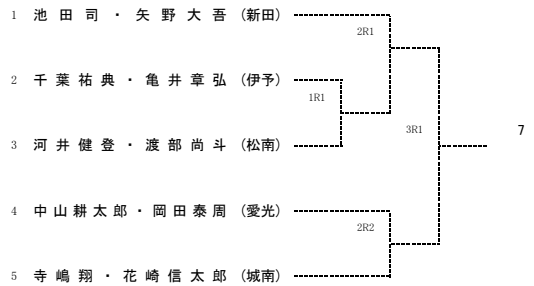 1 池田司・矢野大吾 （新田）
2R1
2 千葉祐典・亀井章弘 （伊予）
1R1
3R1
7
3 河井健登・渡部尚斗 （松南）
4 中山耕太郎・岡田泰周 （愛光）
2R2
5 寺嶋翔・花崎信太郎 （城南）